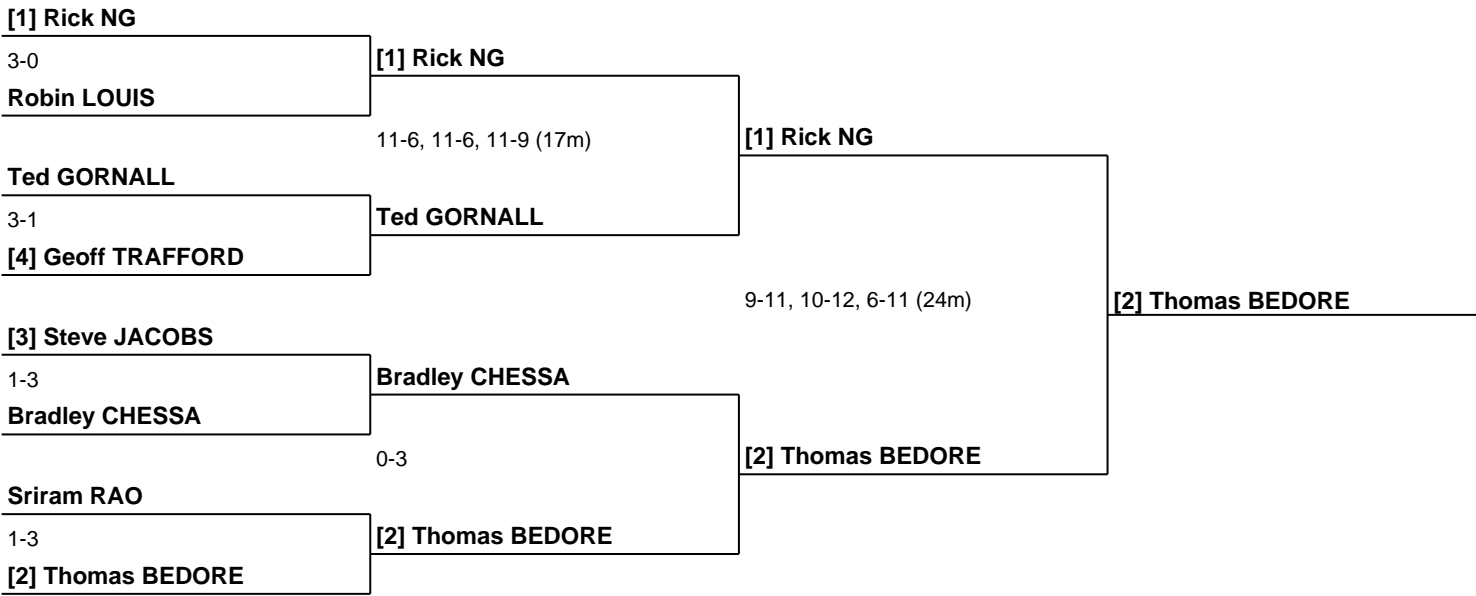 [1] Rick NG
3-0
Robin LOUIS
[1] Rick NG
11-6, 11-6, 11-9 (17m)
Ted GORNALL
3-1
[4] Geoff TRAFFORD
Ted GORNALL
[1] Rick NG
9-11, 10-12, 6-11 (24m)
[2] Thomas BEDORE
[3] Steve JACOBS
1-3
Bradley CHESSA
Bradley CHESSA
0-3
[2] Thomas BEDORE
Sriram RAO
1-3
[2] Thomas BEDORE
[2] Thomas BEDORE